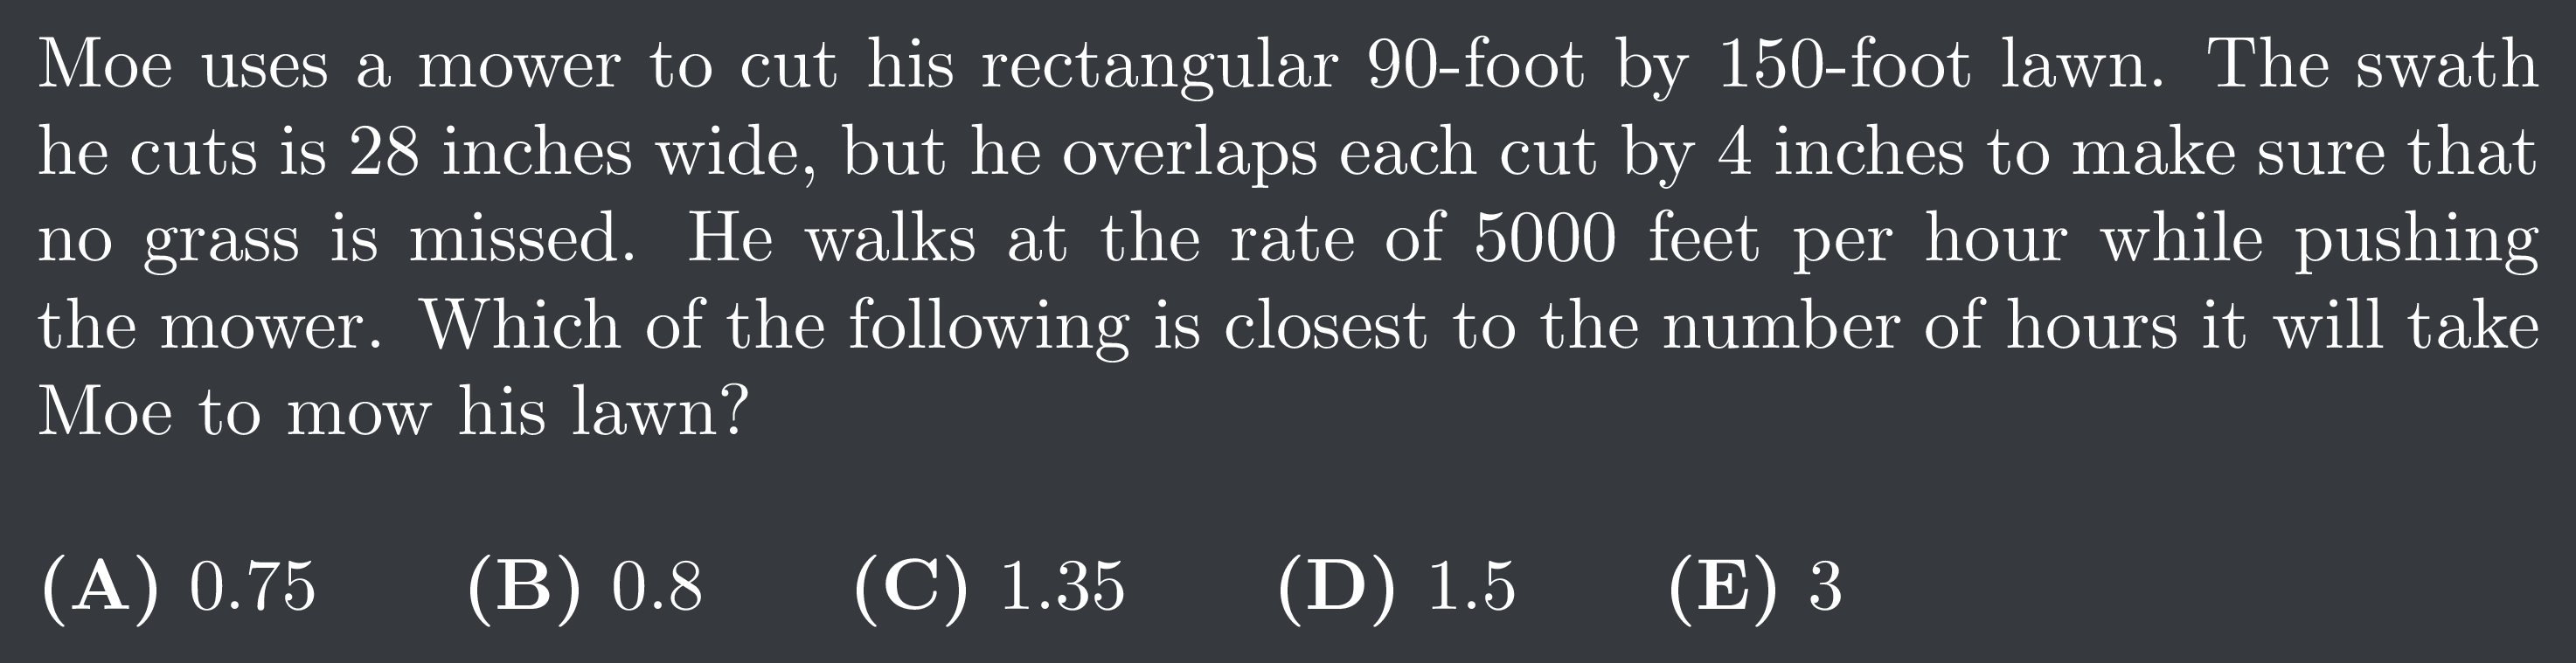 Moe uses a mower to cut his rectangular 90-foot by 150-foot lawn. The swath
he cuts is 28 inches wide, but he overlaps each cut by 4 inches to make sure that
no grass is missed. He walks at the rate of 5000 feet per hour while pushing
the mower. Which of the following is closest to the number of hours it will take
Moe to mow his lawn?
(A) 0.75 (B) 0.8 (C) 1.35 (D) 1.5 (E) 3